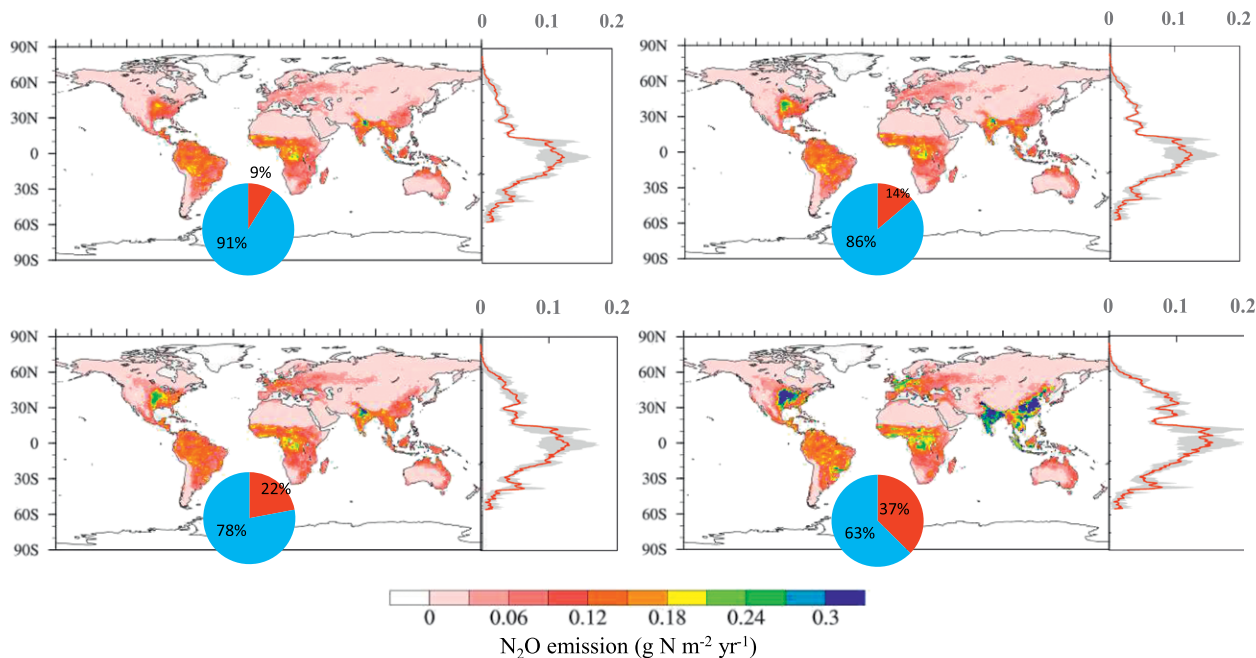 0 0.1 0.2
0 0.1 0.2
90N
60N
30N
0
30S
60S
90S
9%
91%
90N
60N
30N
0
30S
60S
90S
14%
86%
0 0.1 0.2
0 0.1 0.2
90N
60N
30N
0
30S
60S
90S
22%
78%
90N
60N
30N
0
30S
60S
90S
37%
63%
0 0.06 0.12 0.18 0.24 0.3
N₂O emission (g N m⁻² yr⁻¹)